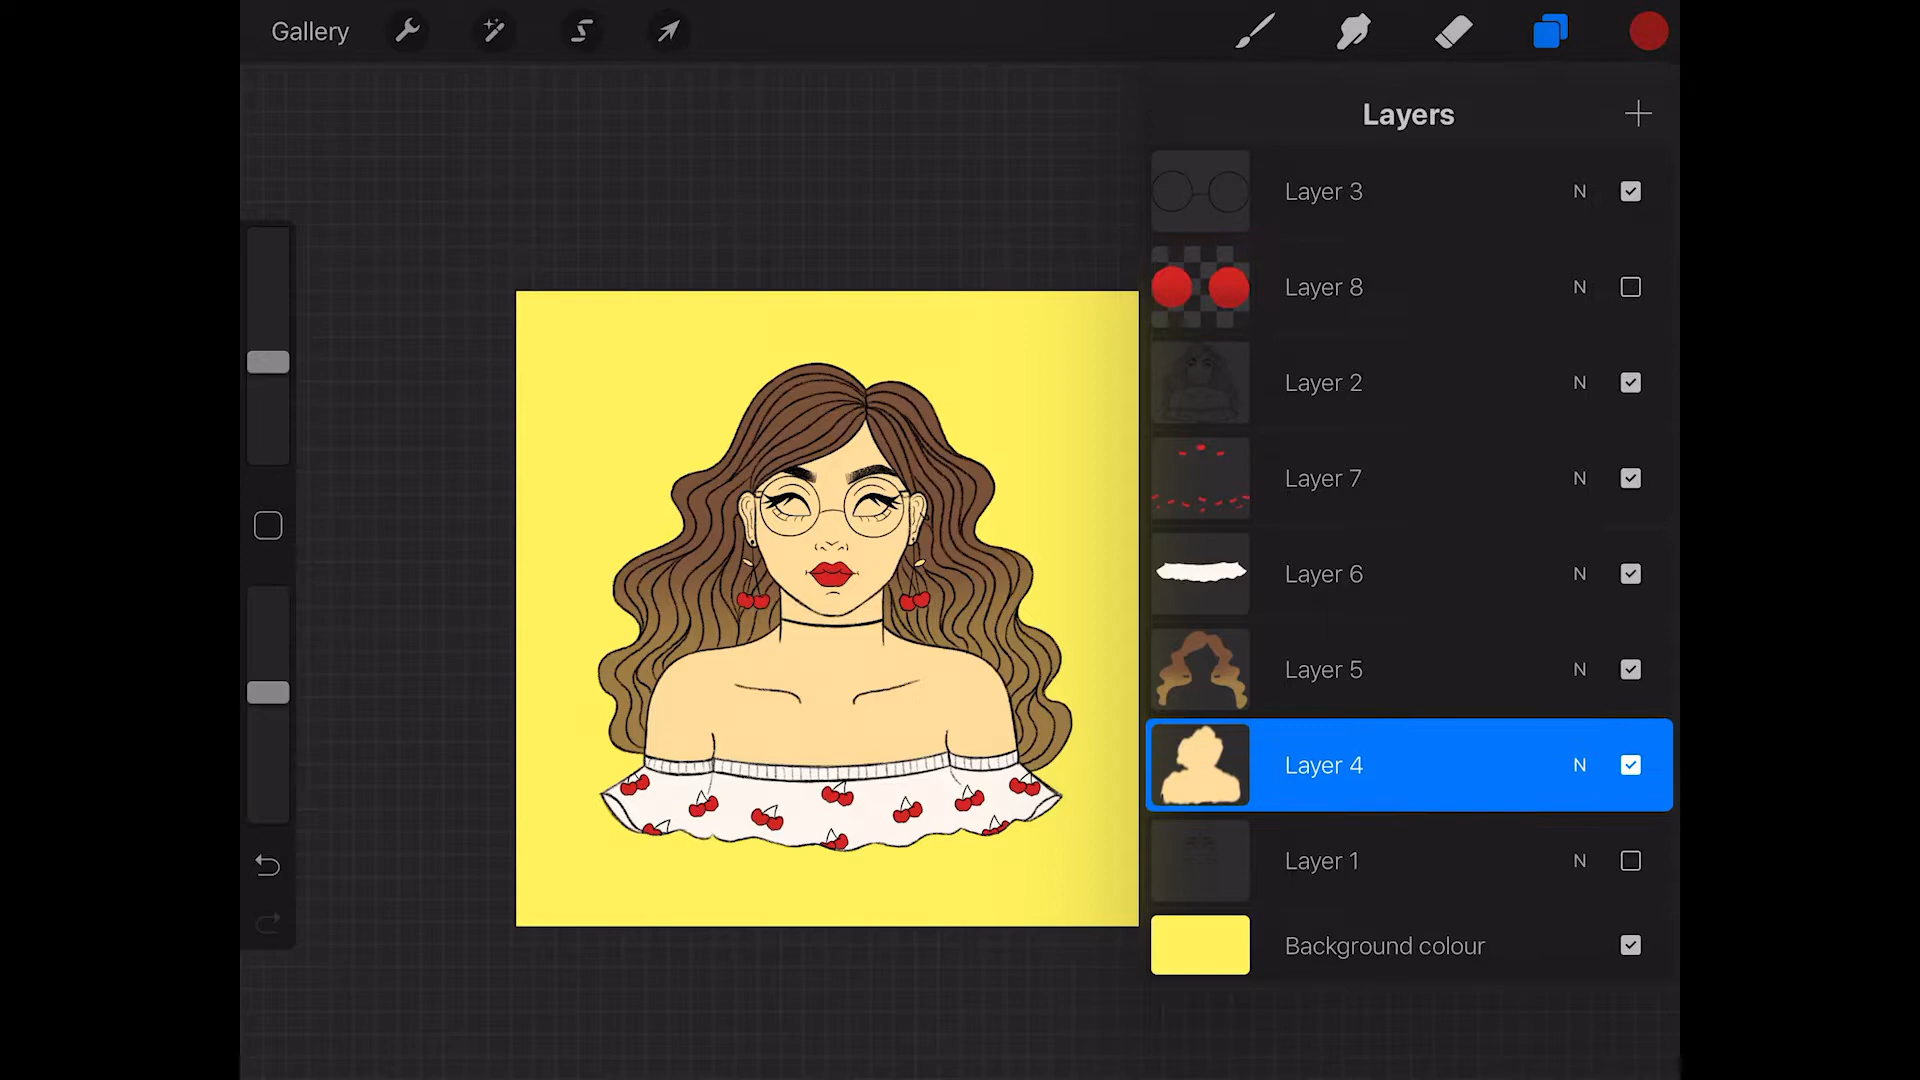 Gallery
Layers
Layer 3 N
Layer 8 N
Layer 2 N
Layer 7 N
Layer 6 N
Layer 5 N
Layer 4 N
Layer 1 N
Background colour